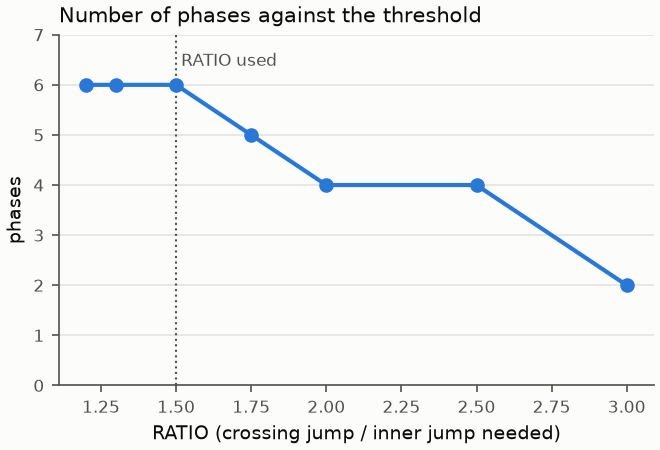 Number of phases against the threshold
7
RATIO used
6
5
4
3
2
1
0
phases
1.25 1.50 1.75 2.00 2.25 2.50 2.75 3.00
RATIO (crossing jump / inner jump needed)